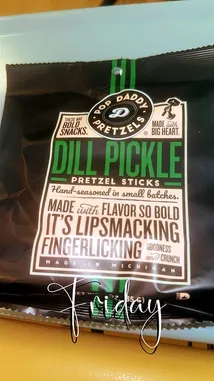 POP DADDY
PRETZELS
THESE ARE
BOLD
SNACKS.
MADE with
BIG HEART.
DILL PICKLE
PRETZEL STICKS
Hand-seasoned in small batches.
MADE with FLAVOR SO BOLD
IT'S LIPSMACKING
FINGERLICKING GOODNESS
and CRUNCH
MADE IN MICHIGAN
Friday